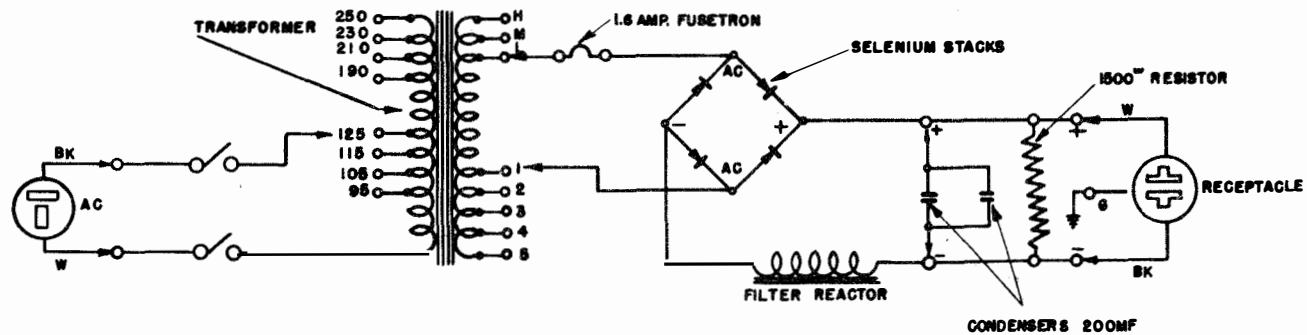 TRANSFORMER
250
230
210
190
125
115
105
95
H
M
L
1
2
3
4
5
1.6 AMP. FUSETRON
SELENIUM STACKS
AC
AC
-
+
1500ʷ RESISTOR
+
-
+
-
W
BK
G
RECEPTACLE
BK
AC
W
FILTER REACTOR
CONDENSERS 200MF